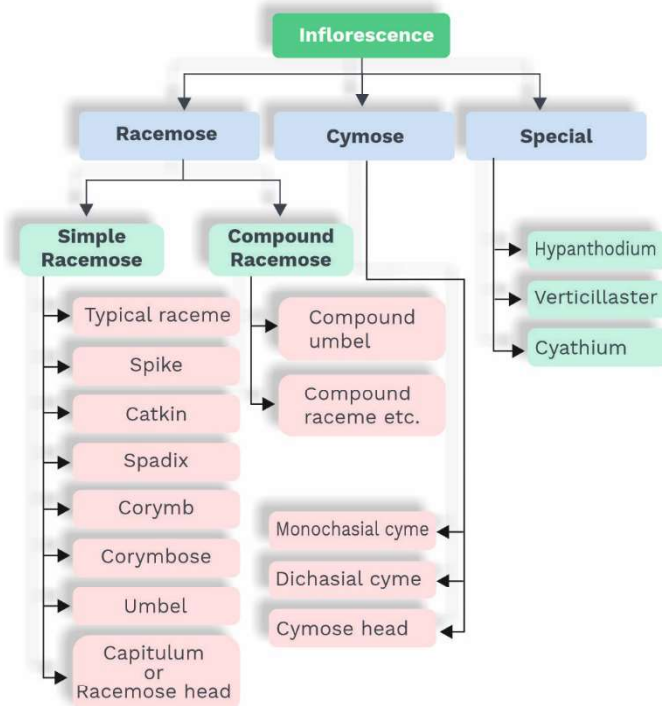 Inflorescence
Racemose
Cymose
Special
Simple
Racemose
Compound
Racemose
Typical raceme
Spike
Catkin
Spadix
Corymb
Corymbose
Umbel
Capitulum
or
Racemose head
Compound
umbel
Compound
raceme etc.
Monochasial cyme
Dichasial cyme
Cymose head
Hypanthodium
Verticillaster
Cyathium